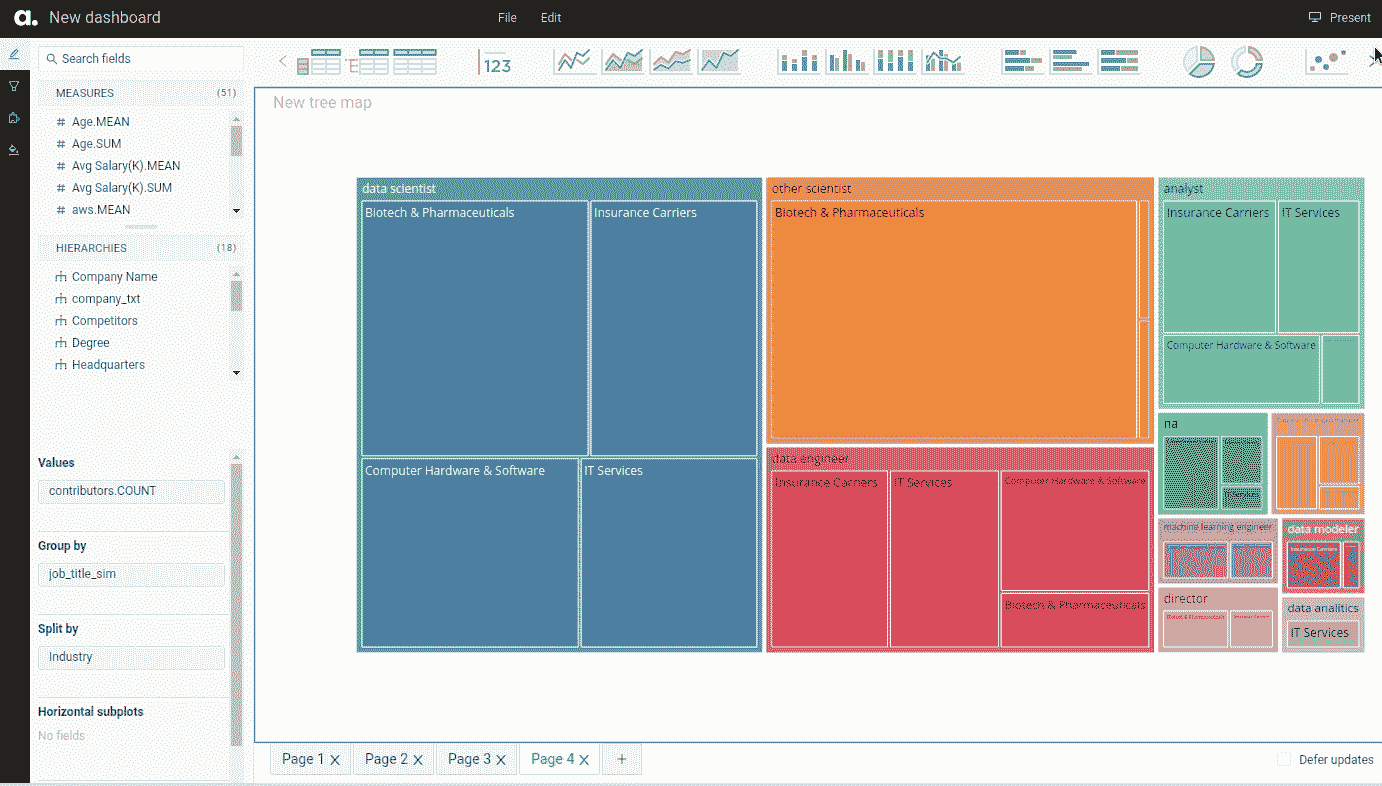 a. New dashboard
File Edit
Present
Search fields
123
MEASURES (51)
# Age.MEAN
# Age.SUM
# Avg Salary(K).MEAN
# Avg Salary(K).SUM
# aws.MEAN
HIERARCHIES (18)
Company Name
company_txt
Competitors
Degree
Headquarters
Values
contributors.COUNT
Group by
job_title_sim
Split by
Industry
Horizontal subplots
No fields
New tree map
data scientist
Biotech & Pharmaceuticals
Insurance Carriers
Computer Hardware & Software
IT Services
other scientist
Biotech & Pharmaceuticals
data engineer
Insurance Carriers
IT Services
Computer Hardware & Software
Biotech & Pharmaceuticals
analyst
Insurance Carriers
IT Services
Computer Hardware & Software
na
IT Services
machine learning engineer
data modeler
Insurance Carriers
director
Biotech & Pharmaceuticals
data analitics
IT Services
Page 1 X
Page 2 X
Page 3 X
Page 4 X
+
Defer updates